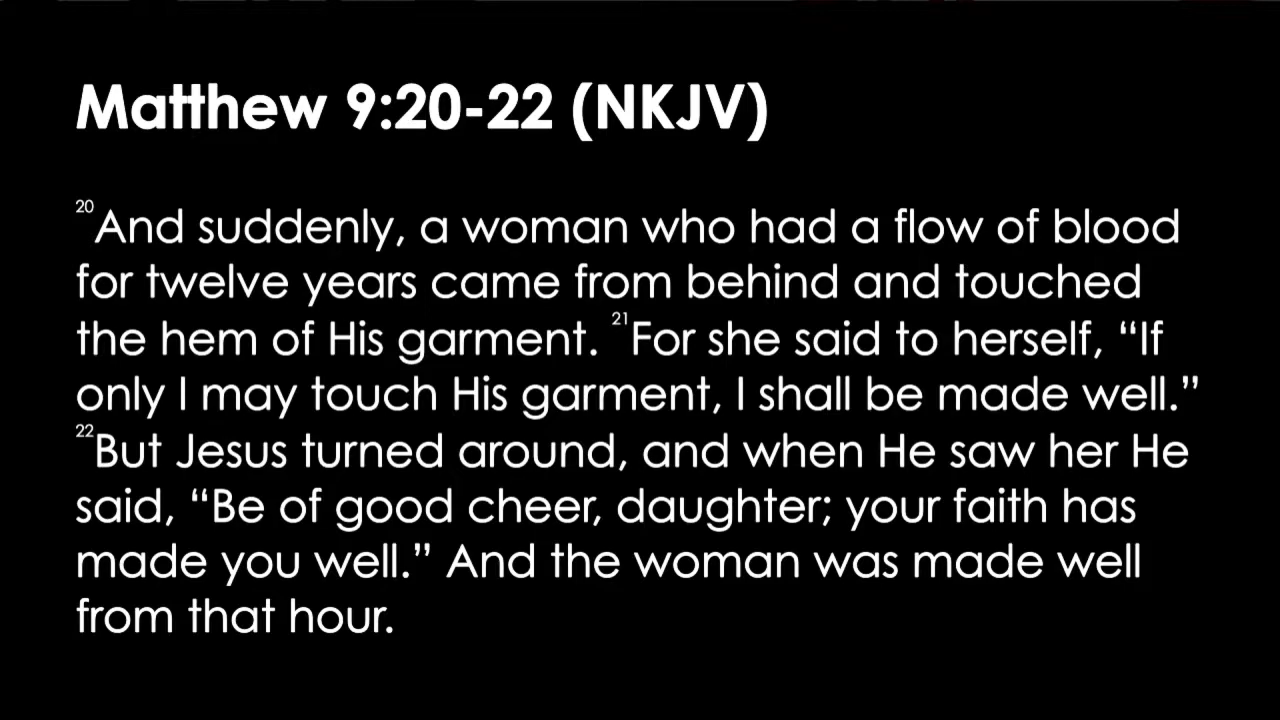 Matthew 9:20-22 (NKJV)
20And suddenly, a woman who had a flow of blood
for twelve years came from behind and touched
the hem of His garment. 21For she said to herself, “If
only I may touch His garment, I shall be made well.”
22But Jesus turned around, and when He saw her He
said, “Be of good cheer, daughter; your faith has
made you well.” And the woman was made well
from that hour.